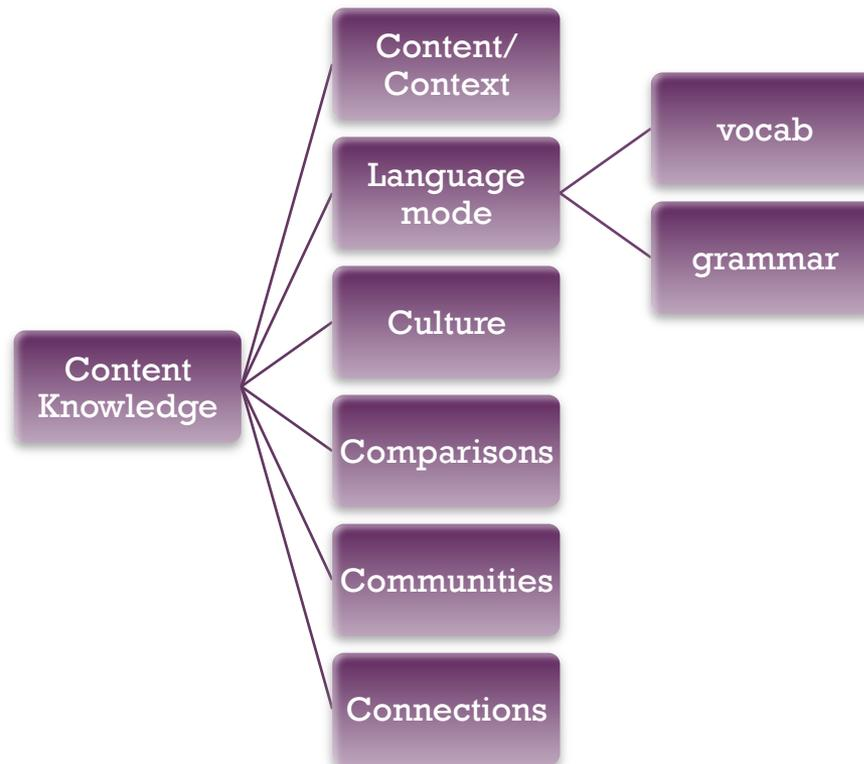 Content/
Context
vocab
Language
mode
grammar
Culture
Content
Knowledge
Comparisons
Communities
Connections